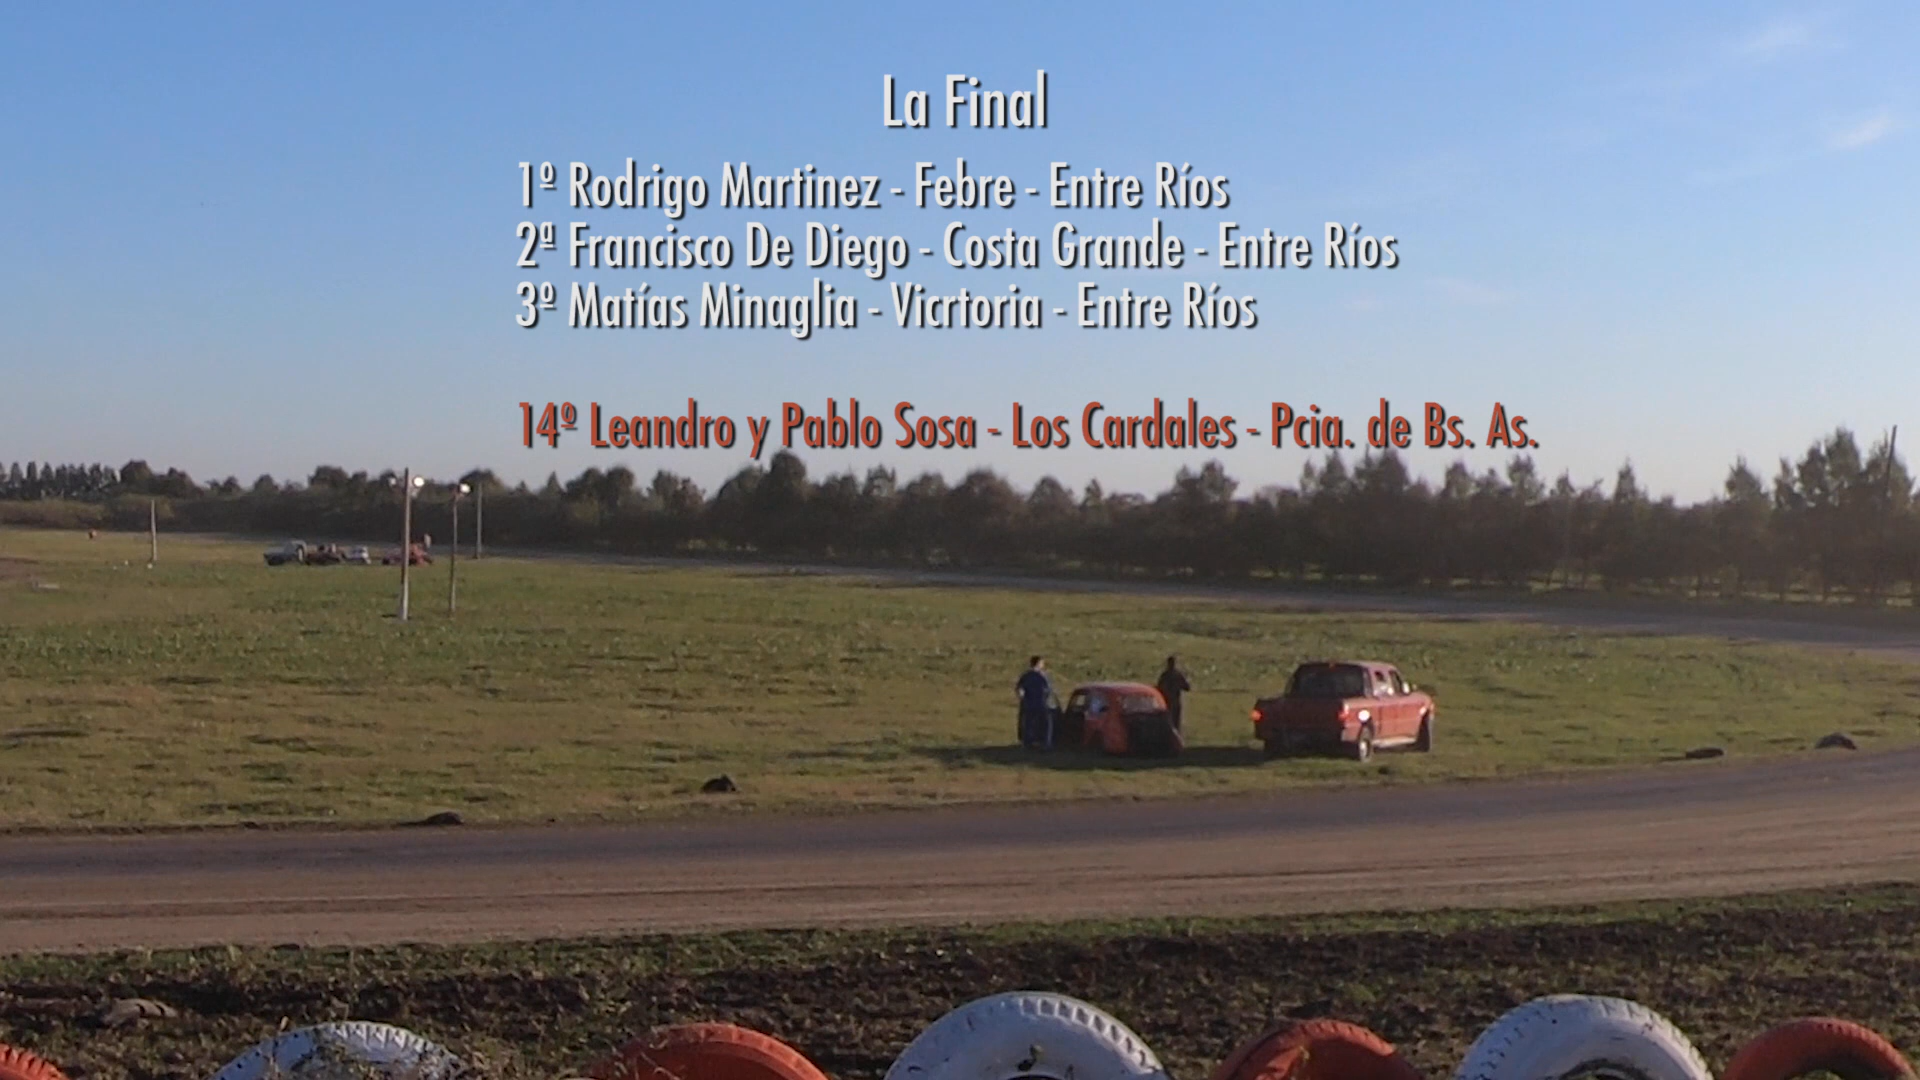 La Final
1º Rodrigo Martinez - Febre - Entre Ríos
2ª Francisco De Diego - Costa Grande - Entre Ríos
3º Matías Minaglia - Vicrtoria - Entre Ríos
14º Leandro y Pablo Sosa - Los Cardales - Pcia. de Bs. As.